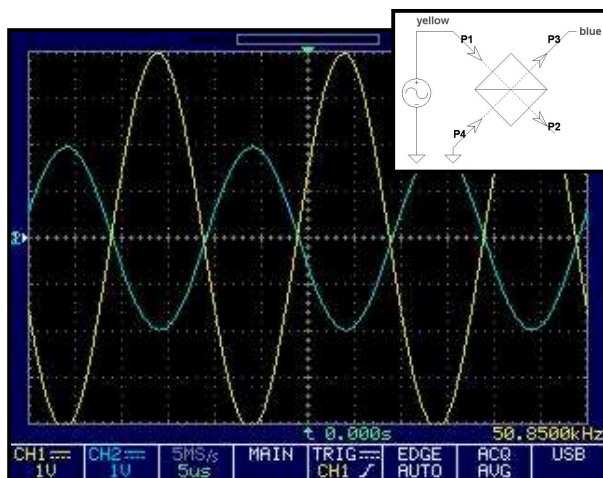 yellow
P1
P3
blue
P4
P2
0.000s
50.8500kHz
CH1 CH2 5MS/s MAIN TRIG EDGE ACQ USB
1V 1V 5us CH1 AUTO AVG